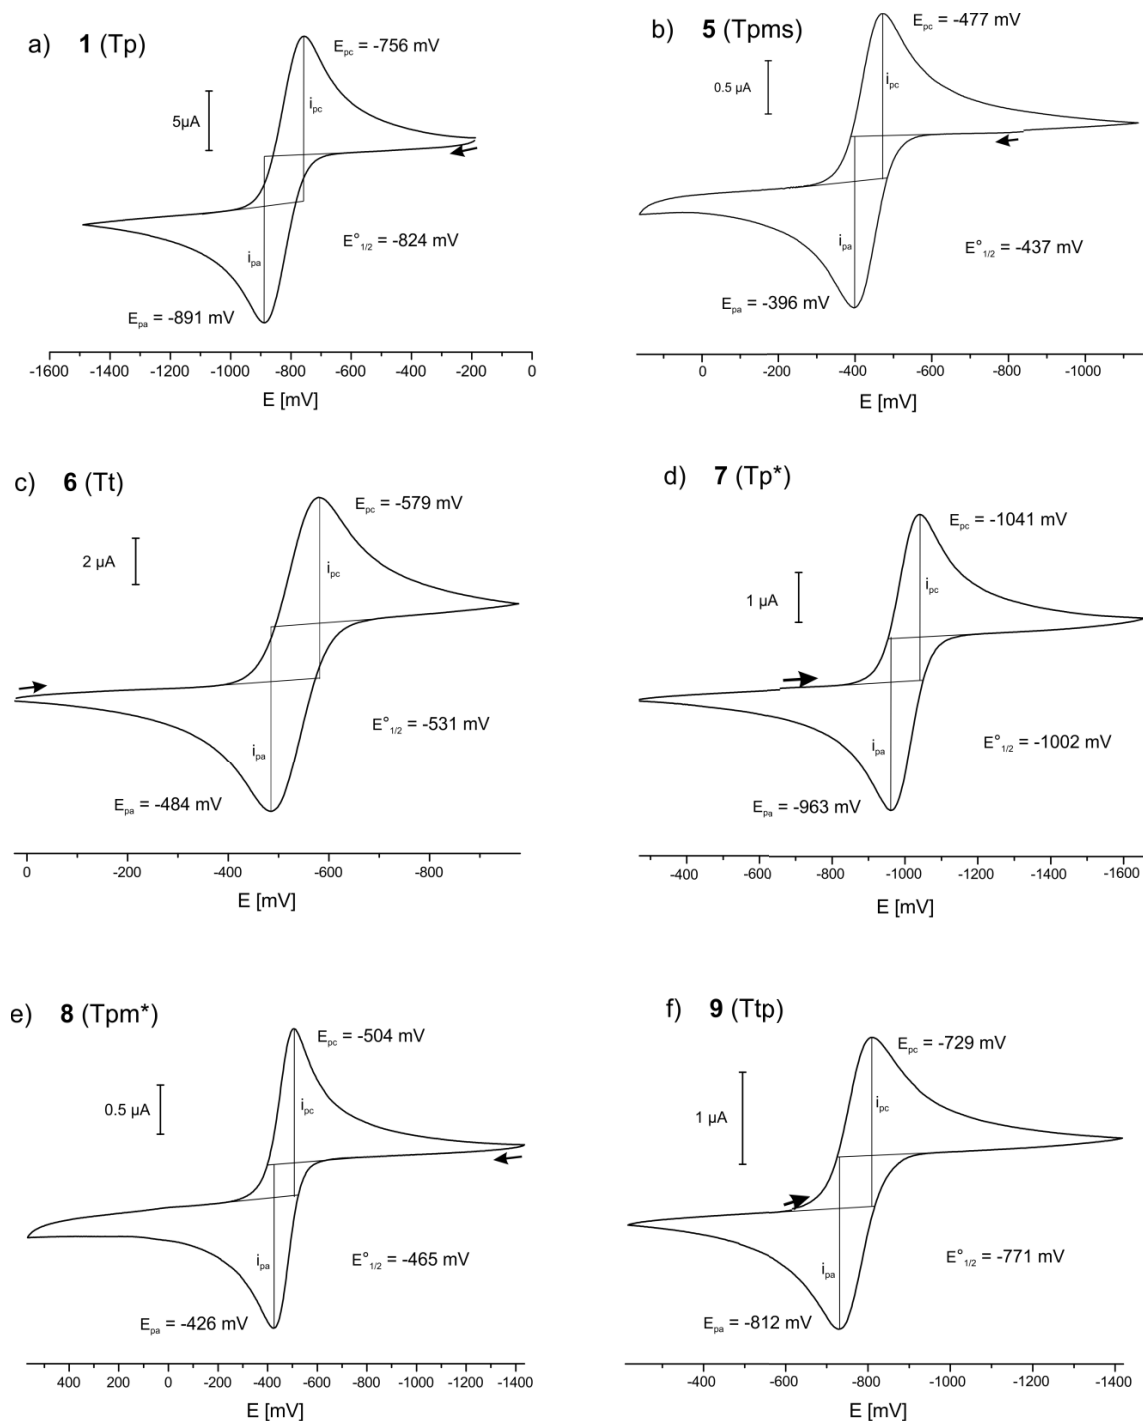 a) 1 (Tp)
E_pc = -756 mV
i_pc
5µA
E°_1/2 = -824 mV
i_pa
E_pa = -891 mV
-1600 -1400 -1200 -1000 -800 -600 -400 -200 0
E [mV]
b) 5 (Tpms)
E_pc = -477 mV
0.5 µA
i_pc
E°_1/2 = -437 mV
i_pa
E_pa = -396 mV
0 -200 -400 -600 -800 -1000
E [mV]
c) 6 (Tt)
E_pc = -579 mV
2 µA
i_pc
E°_1/2 = -531 mV
i_pa
E_pa = -484 mV
0 -200 -400 -600 -800
E [mV]
d) 7 (Tp*)
E_pc = -1041 mV
1 µA
i_pc
E°_1/2 = -1002 mV
i_pa
E_pa = -963 mV
-400 -600 -800 -1000 -1200 -1400 -1600
E [mV]
e) 8 (Tpm*)
E_pc = -504 mV
0.5 µA
i_pc
E°_1/2 = -465 mV
i_pa
E_pa = -426 mV
400 200 0 -200 -400 -600 -800 -1000 -1200 -1400
E [mV]
f) 9 (Ttp)
E_pc = -729 mV
1 µA
i_pc
E°_1/2 = -771 mV
i_pa
E_pa = -812 mV
-400 -600 -800 -1000 -1200 -1400
E [mV]